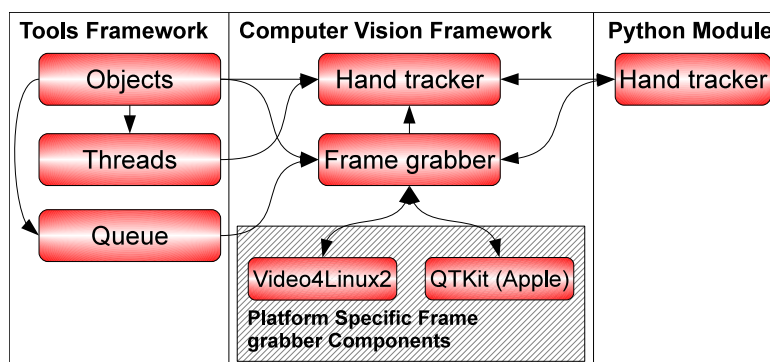 Tools Framework
Computer Vision Framework
Python Module
Objects
Hand tracker
Hand tracker
Threads
Frame grabber
Queue
Video4Linux2
QTKit (Apple)
Platform Specific Frame
grabber Components